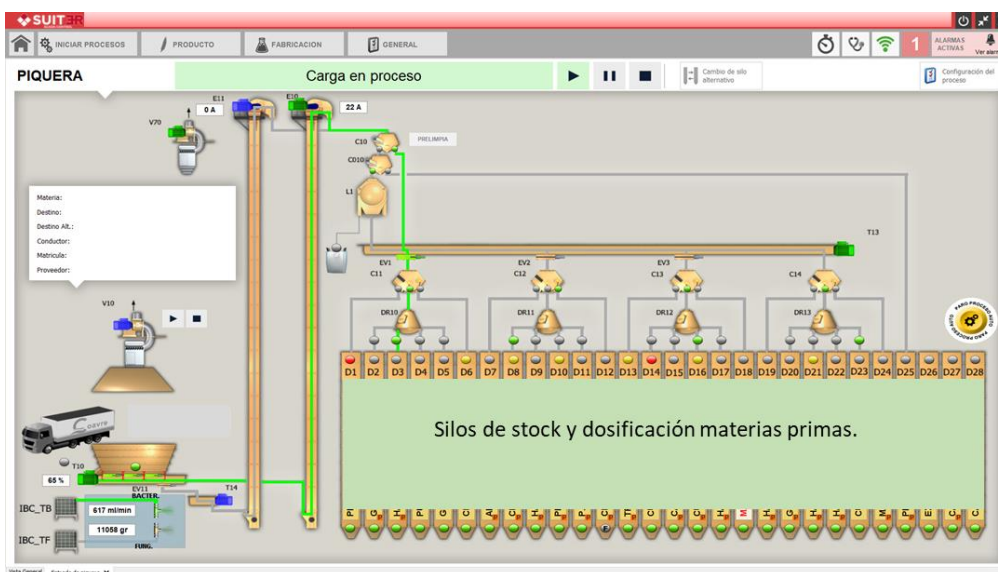 SUITER
INICIAR PROCESOS
PRODUCTO
FABRICACION
GENERAL
1
ALARMAS ACTIVAS
PIQUERA
Carga en proceso
Cambio de silo alternativo
Configuración del proceso
E11
0 A
E10
22 A
V70
C10
PRELIMPIA
CD10
L1
T13
Materia:
Destino:
Destino Alt.:
Conductor:
Matricula:
Proveedor:
EV1
EV2
EV3
C11
C12
C13
C14
V10
DR10
DR11
DR12
DR13
D1 D2 D3 D4 D5 D6 D7 D8 D9 D10 D11 D12 D13 D14 D15 D16 D17 D18 D19 D20 D21 D22 D23 D24 D25 D26 D27 D28
Silos de stock y dosificación materias primas.
T10
65 %
EV11
T14
BACTER.
IBC_TB
617 ml/min
11058 gr
IBC_TF
FUNG.